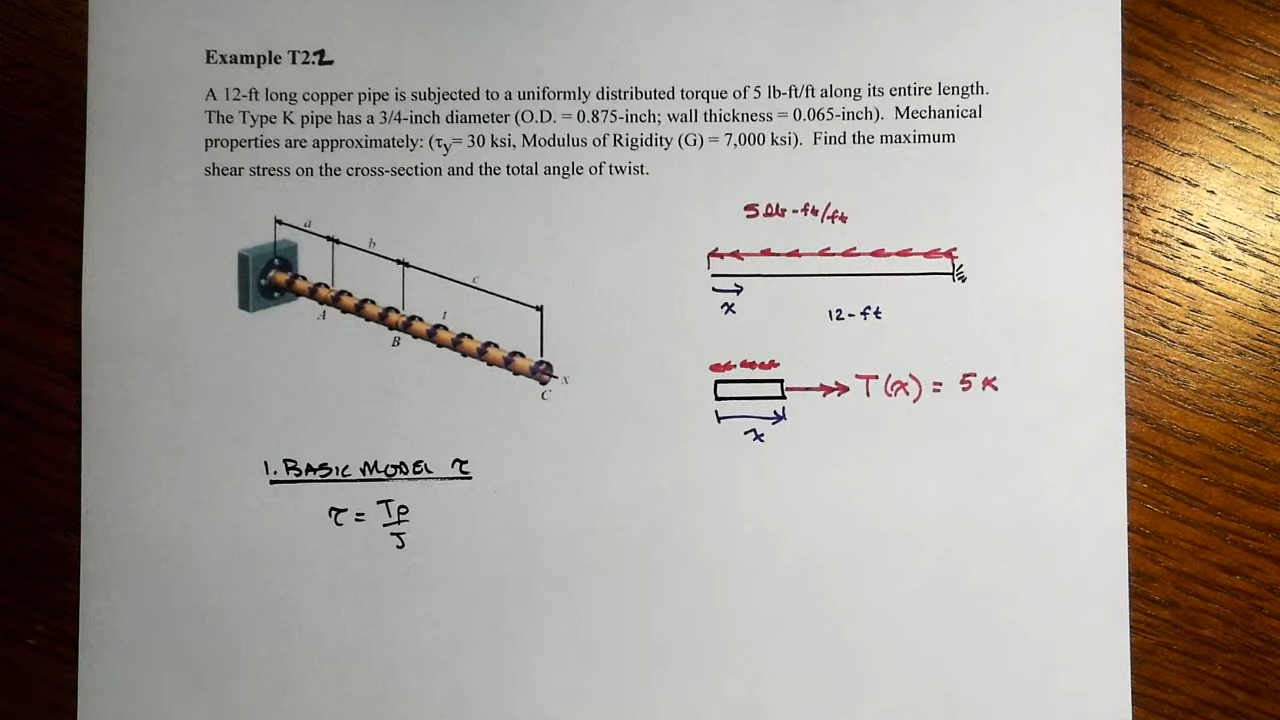 Example T2.2
A 12-ft long copper pipe is subjected to a uniformly distributed torque of 5 lb-ft/ft along its entire length.
The Type K pipe has a 3/4-inch diameter (O.D. = 0.875-inch; wall thickness = 0.065-inch). Mechanical
properties are approximately: (τy= 30 ksi, Modulus of Rigidity (G) = 7,000 ksi). Find the maximum
shear stress on the cross-section and the total angle of twist.
a
b
c
A
t
B
x
C
5 lb-ft/ft
x
12-ft
T(x) = 5x
x
1. BASIC MODEL τ
τ = Tρ
J